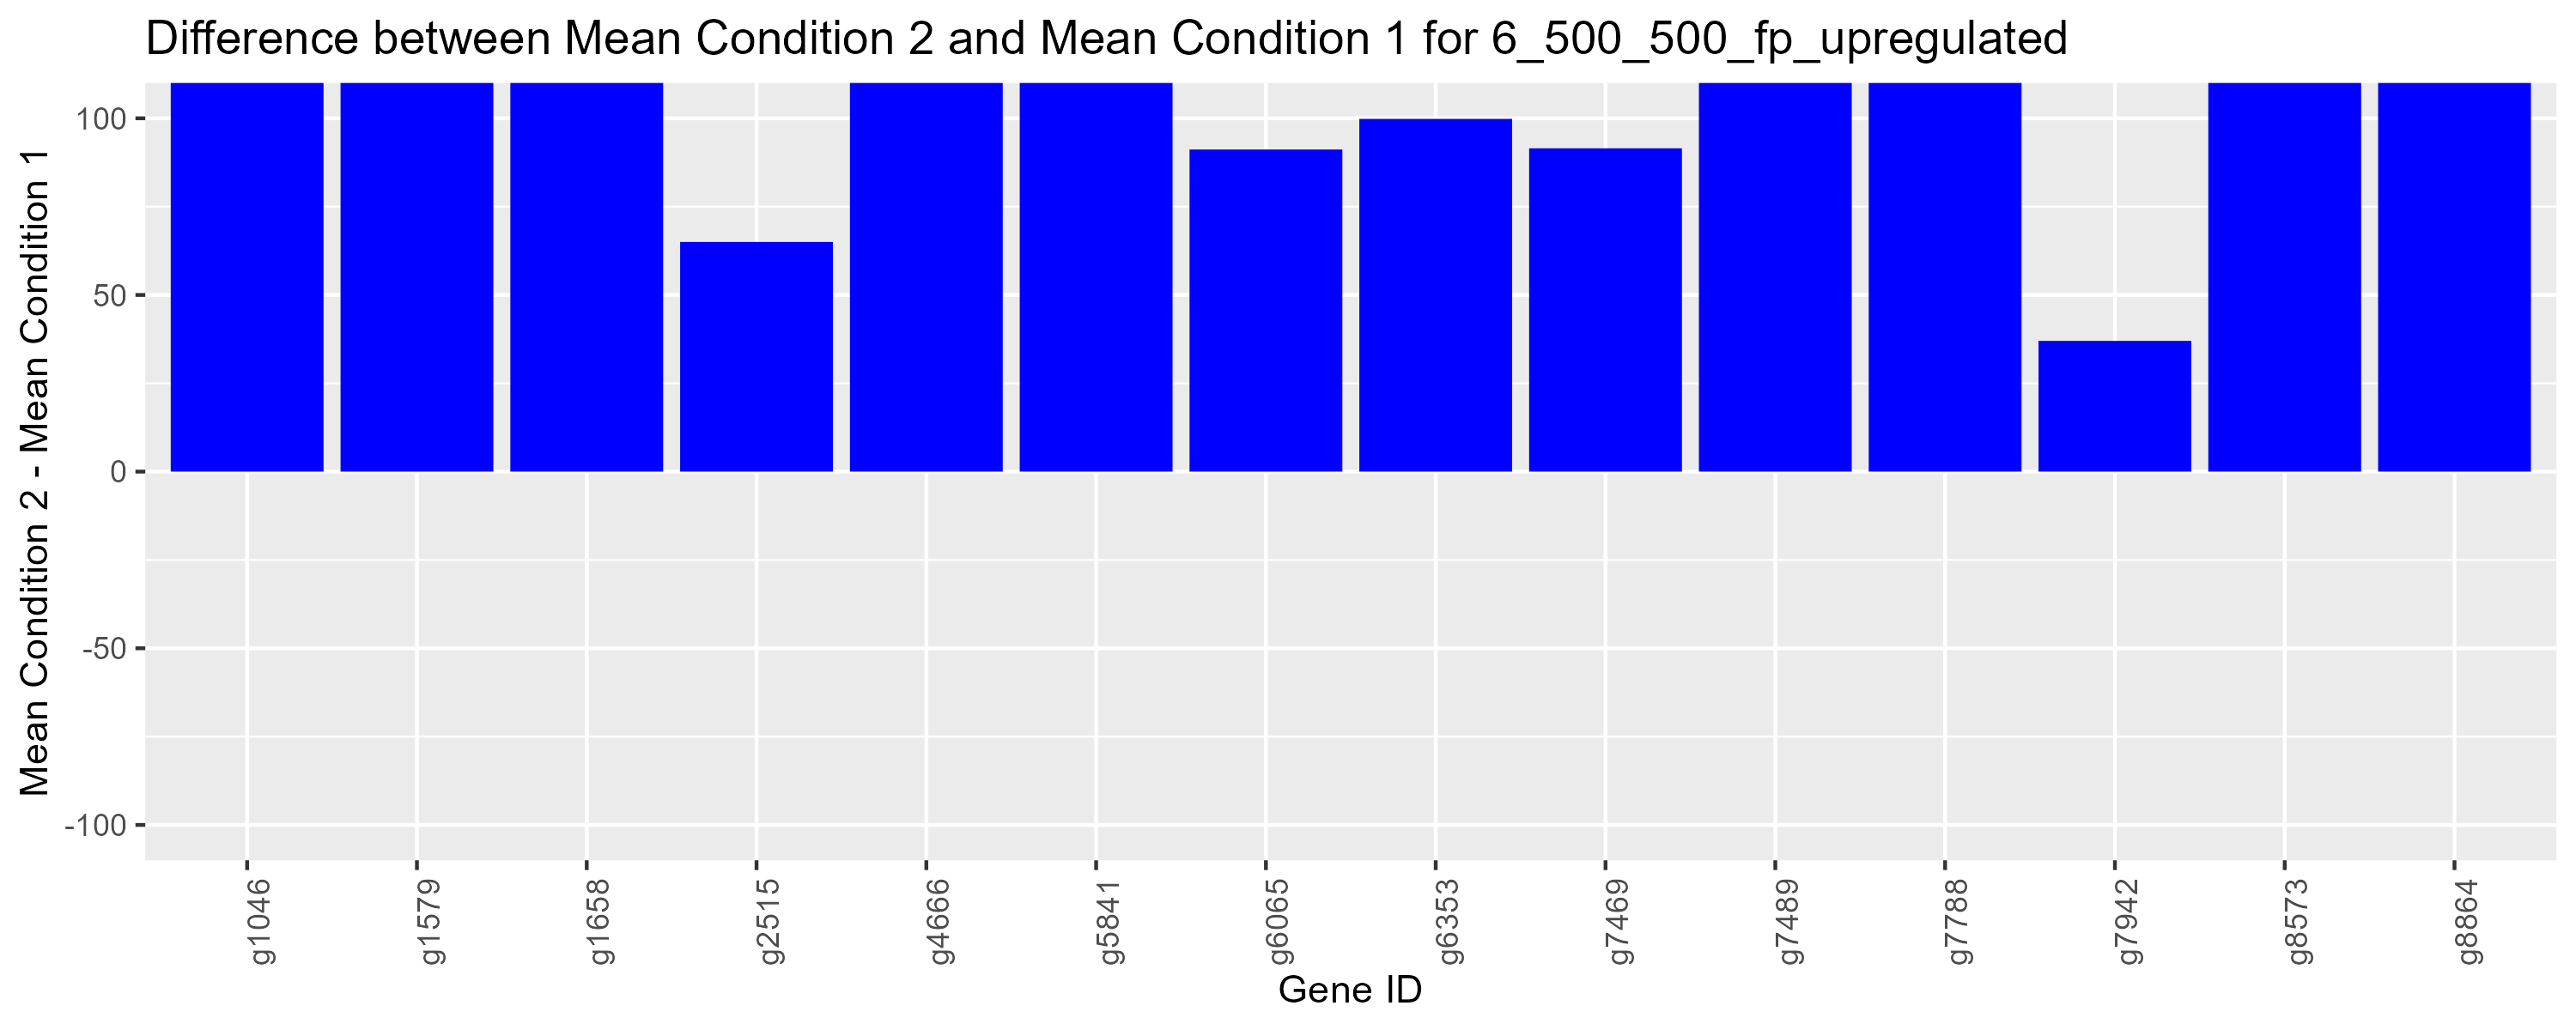 Difference between Mean Condition 2 and Mean Condition 1 for 6_500_500_fp_upregulated
Mean Condition 2 - Mean Condition 1
100
50
0
-50
-100
g1046
g1579
g1658
g2515
g4666
g5841
g6065
g6353
g7469
g7489
g7788
g7942
g8573
g8864
Gene ID